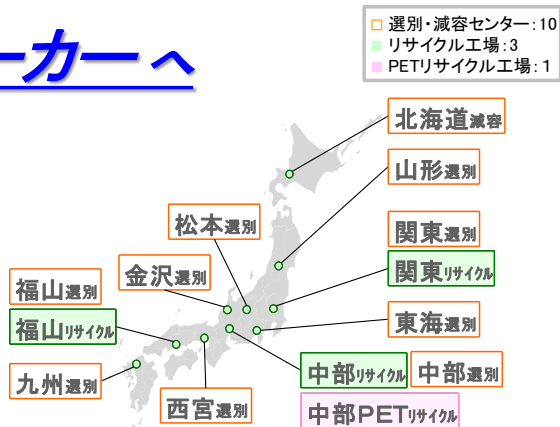 ーカーへ
選別・減容センター：10
リサイクル工場：3
PETリサイクル工場：1
北海道減容
山形選別
松本選別
関東選別
金沢選別
関東リサイクル
福山選別
福山リサイクル
東海選別
中部リサイクル
中部選別
九州選別
西宮選別
中部PETリサイクル